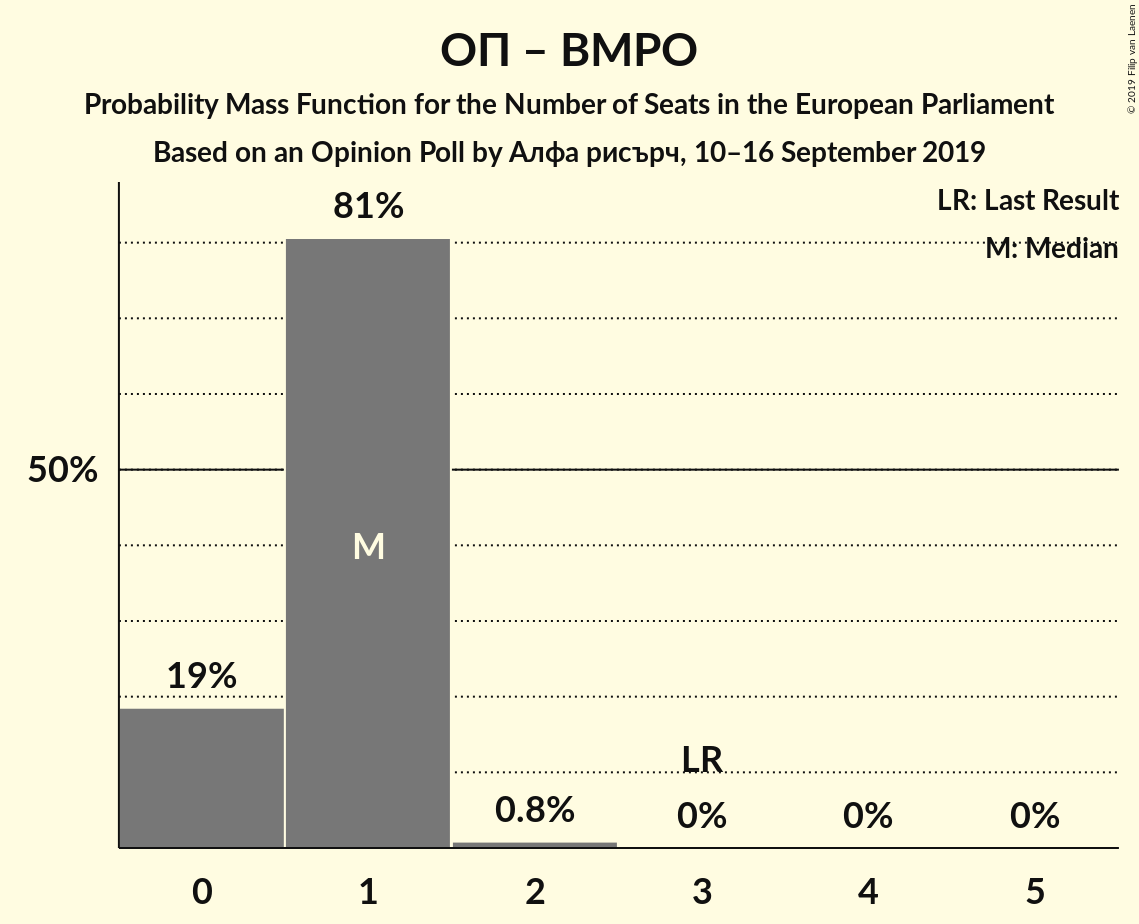 ОП – ВМРО
Probability Mass Function for the Number of Seats in the European Parliament
Based on an Opinion Poll by Алфа рисърч, 10–16 September 2019
© 2019 Filip van Laenen
LR: Last Result
M: Median
81%
50%
M
19%
LR
0.8%
0%
0%
0%
0
1
2
3
4
5